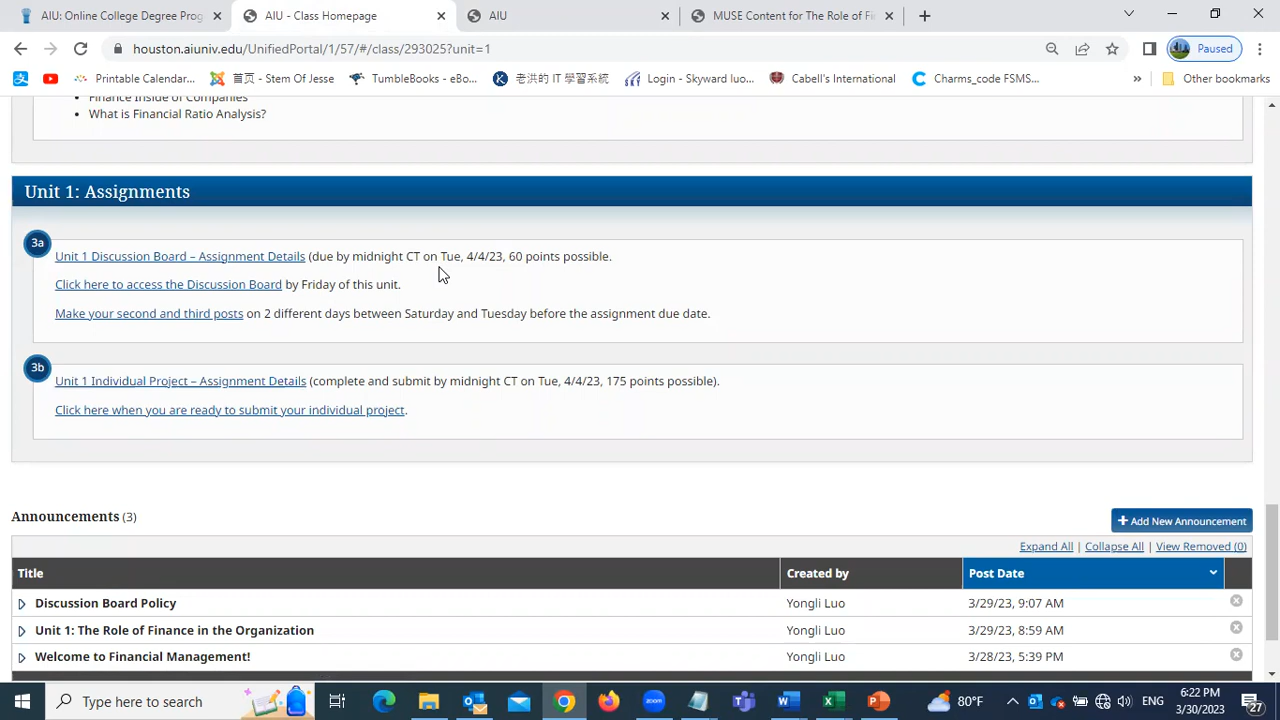 AIU: Online College Degree Prog
AIU - Class Homepage
AIU
MUSE Content for The Role of Fi
houston.aiuniv.edu/UnifiedPortal/1/57/#/class/293025?unit=1
Paused
Printable Calendar...
首页 - Stem Of Jesse
TumbleBooks - eBo...
老洪的 IT 學習系統
Login - Skyward Iuo...
Cabell's International
Charms_code FSMS...
»
Other bookmarks
• Finance Inside of Companies
• What is Financial Ratio Analysis?
Unit 1: Assignments
3a
Unit 1 Discussion Board – Assignment Details (due by midnight CT on Tue, 4/4/23, 60 points possible.
Click here to access the Discussion Board by Friday of this unit.
Make your second and third posts on 2 different days between Saturday and Tuesday before the assignment due date.
3b
Unit 1 Individual Project – Assignment Details (complete and submit by midnight CT on Tue, 4/4/23, 175 points possible).
Click here when you are ready to submit your individual project.
Announcements (3)
+ Add New Announcement
Expand All | Collapse All | View Removed (0)
Title Created by Post Date
Discussion Board Policy Yongli Luo 3/29/23, 9:07 AM
Unit 1: The Role of Finance in the Organization Yongli Luo 3/29/23, 8:59 AM
Welcome to Financial Management! Yongli Luo 3/28/23, 5:39 PM
Type here to search
80°F
ENG
6:22 PM
3/30/2023
27